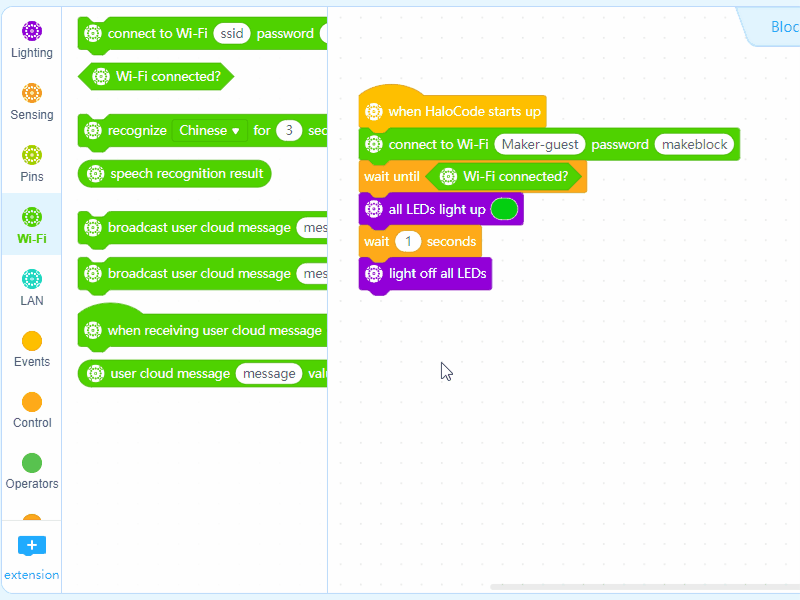 Lighting
Sensing
Pins
Wi-Fi
LAN
Events
Control
Operators
extension
connect to Wi-Fi ssid password
Wi-Fi connected?
recognize Chinese ▾ for 3 sec
speech recognition result
broadcast user cloud message mes
broadcast user cloud message mes
when receiving user cloud message
user cloud message message valu
Bloc
when HaloCode starts up
connect to Wi-Fi Maker-guest password makeblock
wait until Wi-Fi connected?
all LEDs light up
wait 1 seconds
light off all LEDs